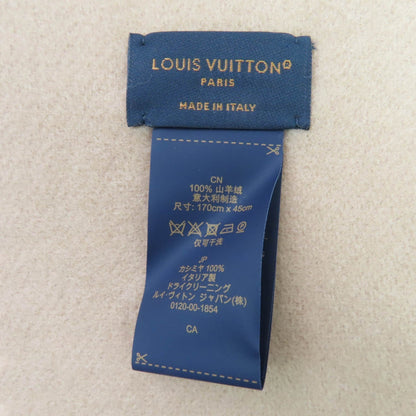 LOUIS VUITTON
PARIS
MADE IN ITALY
CN
100% 山羊绒
意大利制造
尺寸: 170cm x 45cm
仅可干洗
JP
カシミヤ 100%
イタリア製
ドライクリーニング
ルイ・ヴィトン ジャパン(株)
0120-00-1854
CA